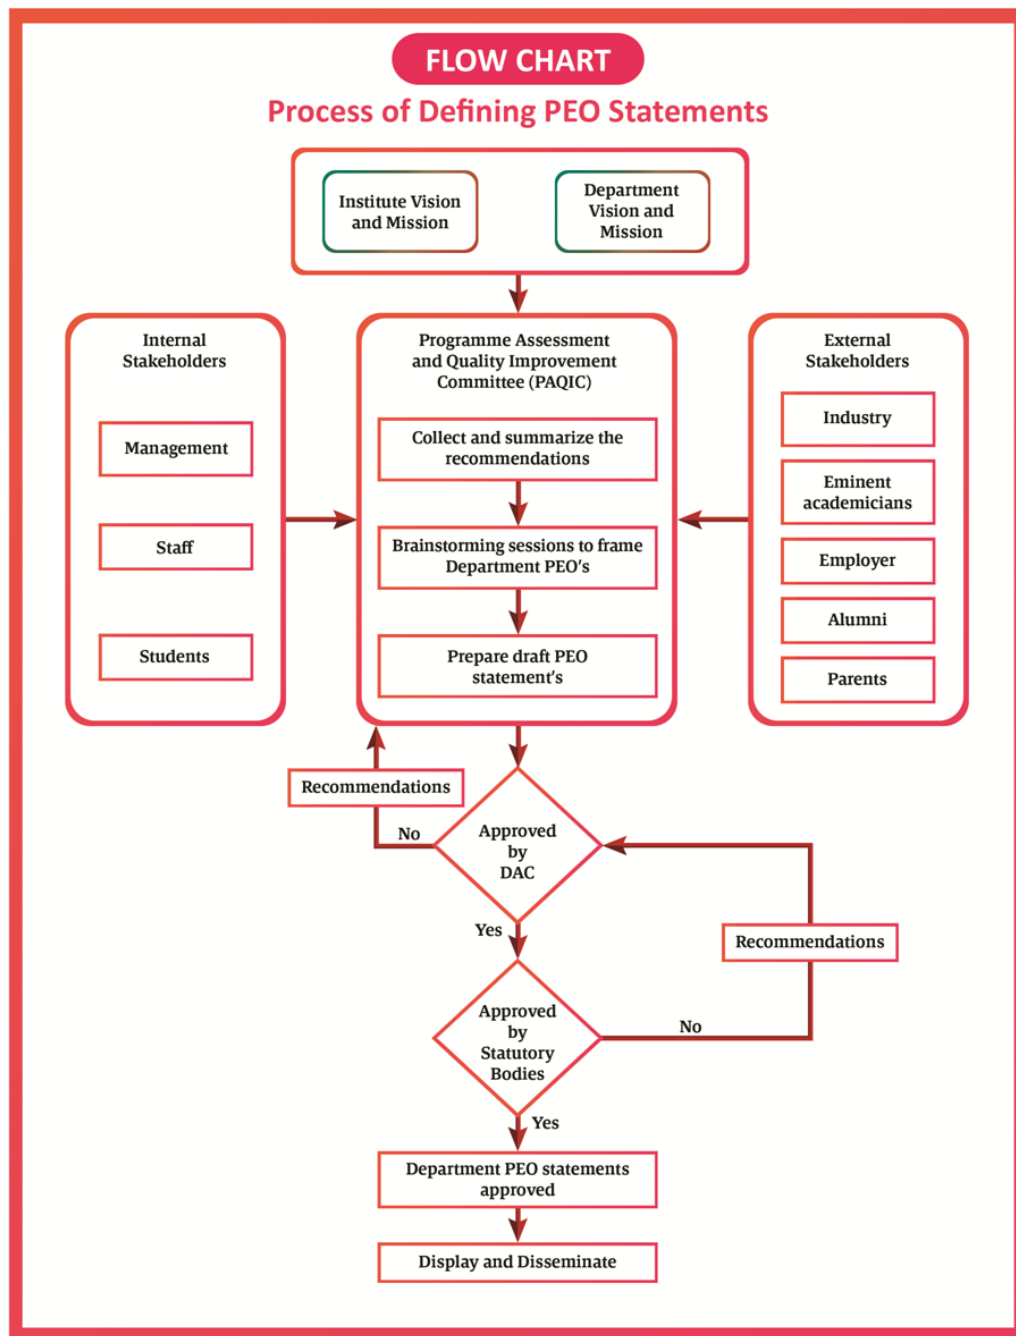 FLOW CHART
Process of Defining PEO Statements
Institute Vision
and Mission
Department
Vision and
Mission
Internal
Stakeholders
Management
Staff
Students
Programme Assessment
and Quality Improvement
Committee (PAQIC)
Collect and summarize the
recommendations
Brainstorming sessions to frame
Department PEO's
Prepare draft PEO
statement's
External
Stakeholders
Industry
Eminent
academicians
Employer
Alumni
Parents
Recommendations
No
Approved
by
DAC
Yes
Recommendations
Approved
by
Statutory
Bodies
No
Yes
Department PEO statements
approved
Display and Disseminate